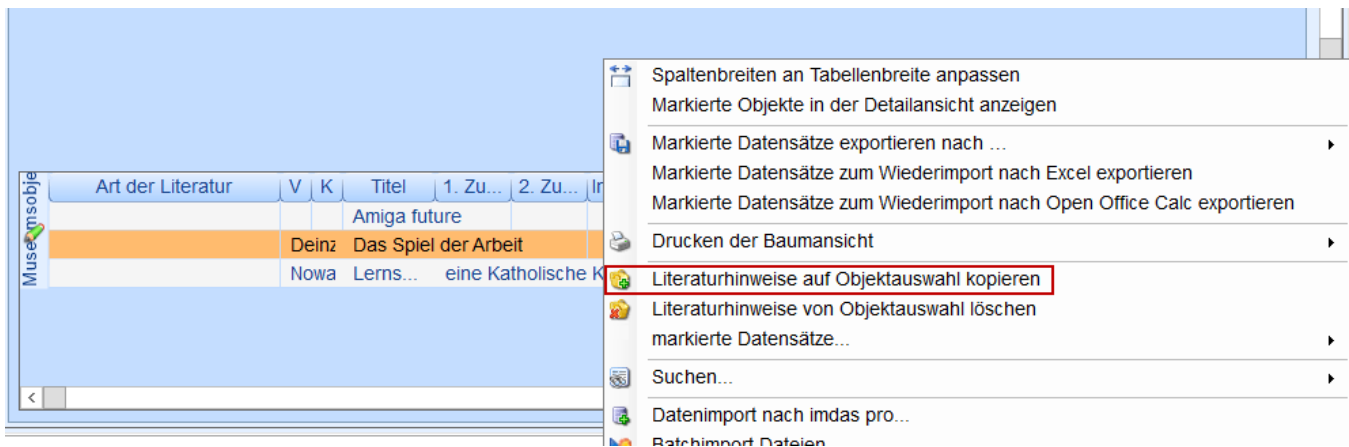 Spaltenbreiten an Tabellenbreite anpassen
Markierte Objekte in der Detailansicht anzeigen
Markierte Datensätze exportieren nach ...
Markierte Datensätze zum Wiederimport nach Excel exportieren
Markierte Datensätze zum Wiederimport nach Open Office Calc exportieren
Drucken der Baumansicht
Literaturhinweise auf Objektauswahl kopieren
Literaturhinweise von Objektauswahl löschen
markierte Datensätze...
Suchen...
Datenimport nach imdas pro...
Batchimport Dateien
Art der Literatur V K Titel 1. Zu... 2. Zu...
Amiga future
Deinz Das Spiel der Arbeit
Nowa Lerns... eine Katholische K